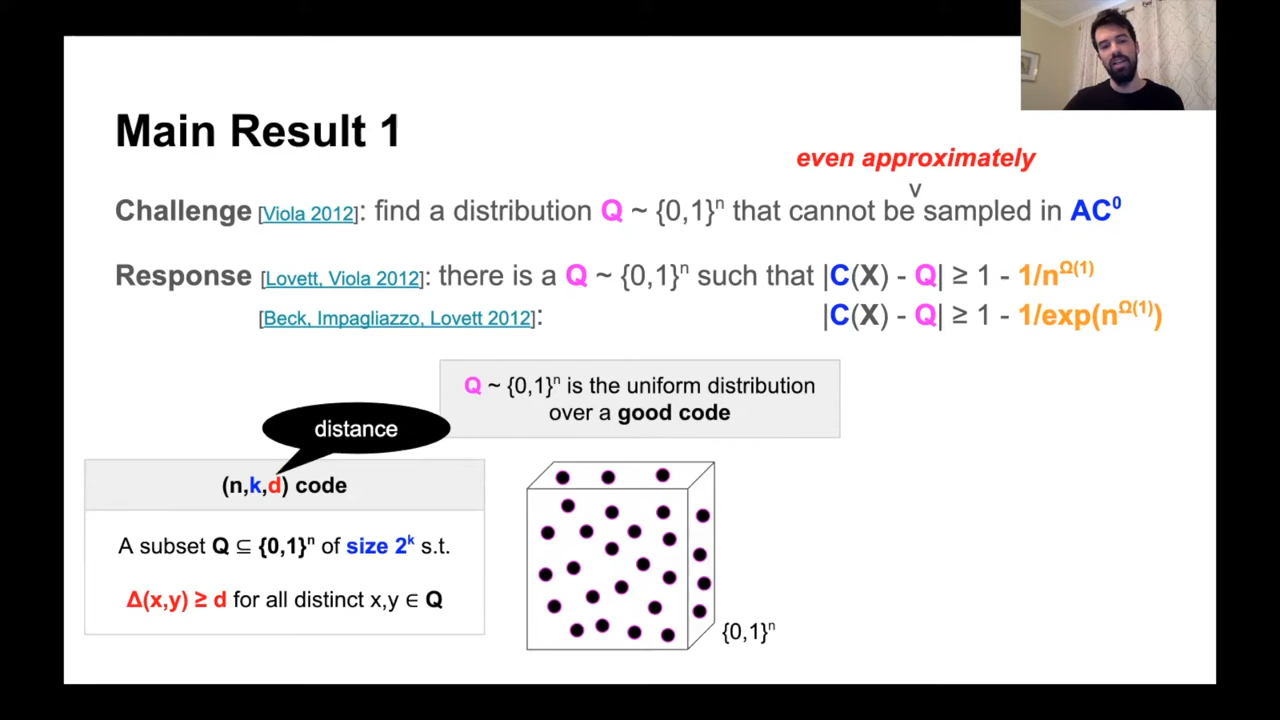 Main Result 1
even approximately
v
Challenge [Viola 2012]: find a distribution Q ~ {0,1}ⁿ that cannot be sampled in AC⁰
Response [Lovett, Viola 2012]: there is a Q ~ {0,1}ⁿ such that |C(X) - Q| ≥ 1 - 1/n^Ω(1)
[Beck, Impagliazzo, Lovett 2012]: |C(X) - Q| ≥ 1 - 1/exp(n^Ω(1))
Q ~ {0,1}ⁿ is the uniform distribution
over a good code
distance
(n,k,d) code
A subset Q ⊆ {0,1}ⁿ of size 2ᵏ s.t.
Δ(x,y) ≥ d for all distinct x,y ∈ Q
{0,1}ⁿ